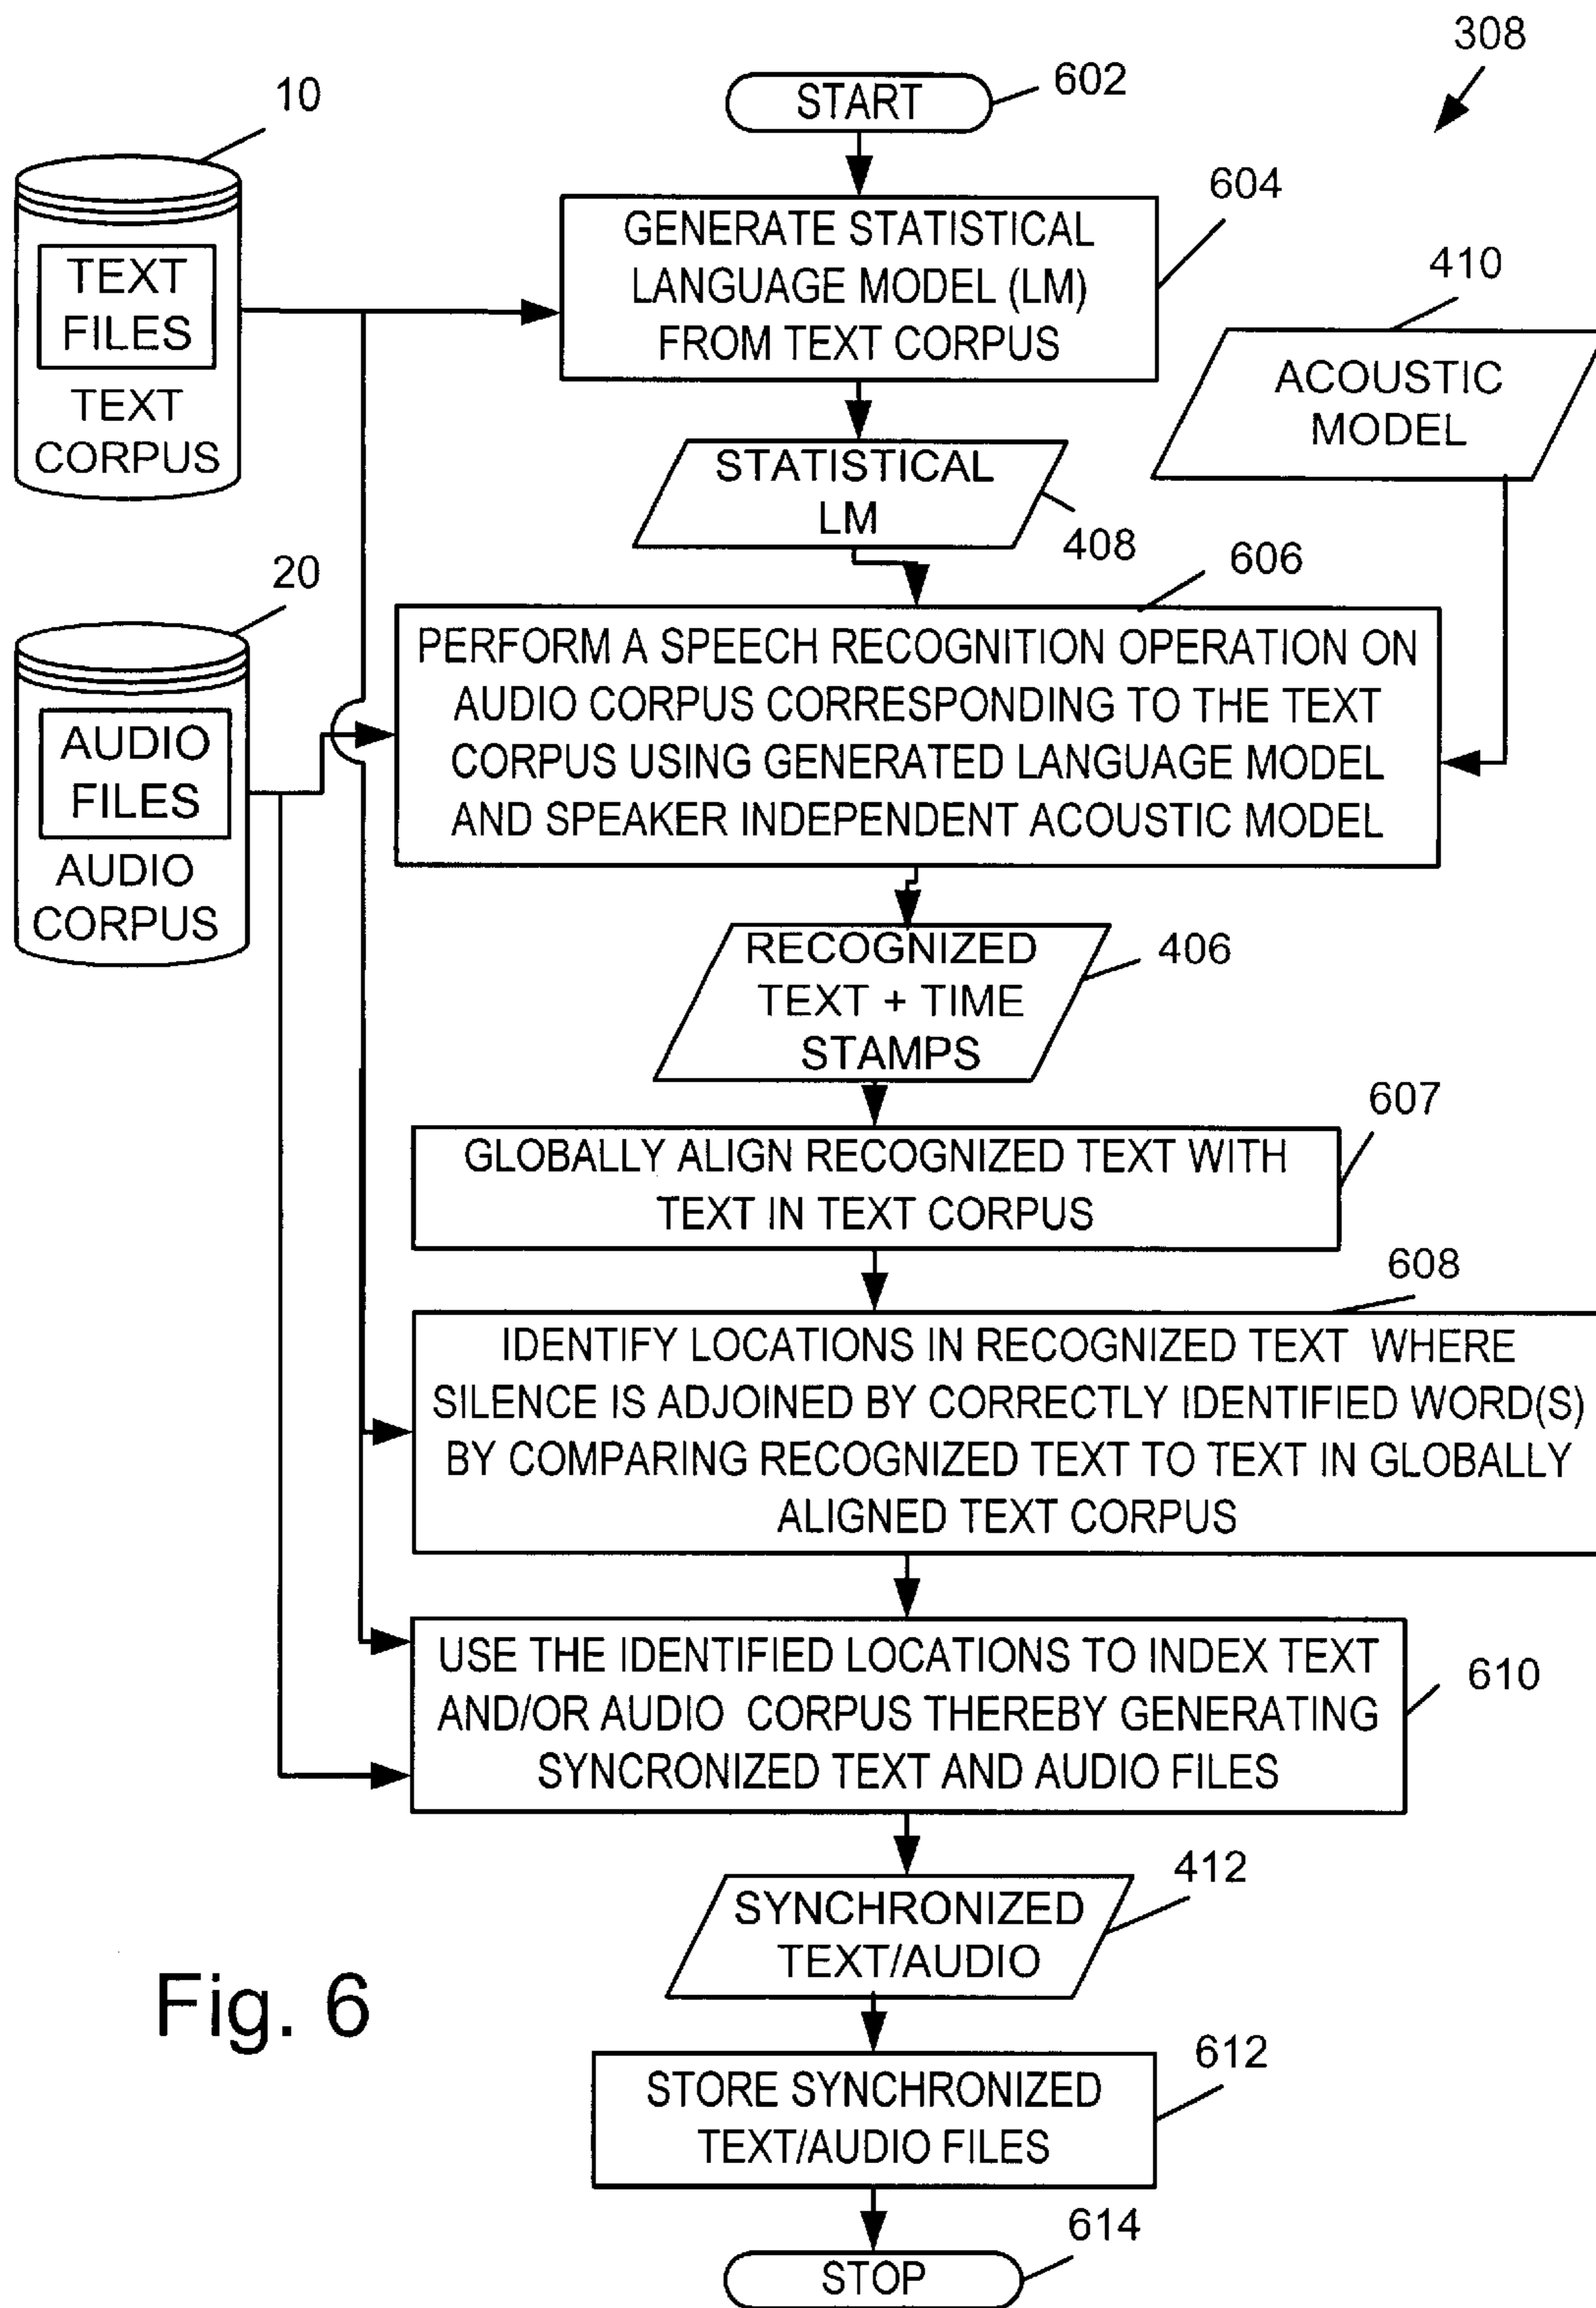 308
START
602
10
604
GENERATE STATISTICAL
LANGUAGE MODEL (LM)
FROM TEXT CORPUS
TEXT
FILES
TEXT
CORPUS
410
ACOUSTIC
MODEL
STATISTICAL
LM
408
20
606
PERFORM A SPEECH RECOGNITION OPERATION ON
AUDIO CORPUS CORRESPONDING TO THE TEXT
CORPUS USING GENERATED LANGUAGE MODEL
AND SPEAKER INDEPENDENT ACOUSTIC MODEL
AUDIO
FILES
AUDIO
CORPUS
RECOGNIZED
TEXT + TIME
STAMPS
406
607
GLOBALLY ALIGN RECOGNIZED TEXT WITH
TEXT IN TEXT CORPUS
608
IDENTIFY LOCATIONS IN RECOGNIZED TEXT WHERE
SILENCE IS ADJOINED BY CORRECTLY IDENTIFIED WORD(S)
BY COMPARING RECOGNIZED TEXT TO TEXT IN GLOBALLY
ALIGNED TEXT CORPUS
USE THE IDENTIFIED LOCATIONS TO INDEX TEXT
AND/OR AUDIO CORPUS THEREBY GENERATING
SYNCRONIZED TEXT AND AUDIO FILES
610
412
SYNCHRONIZED
TEXT/AUDIO
Fig. 6
612
STORE SYNCHRONIZED
TEXT/AUDIO FILES
614
STOP